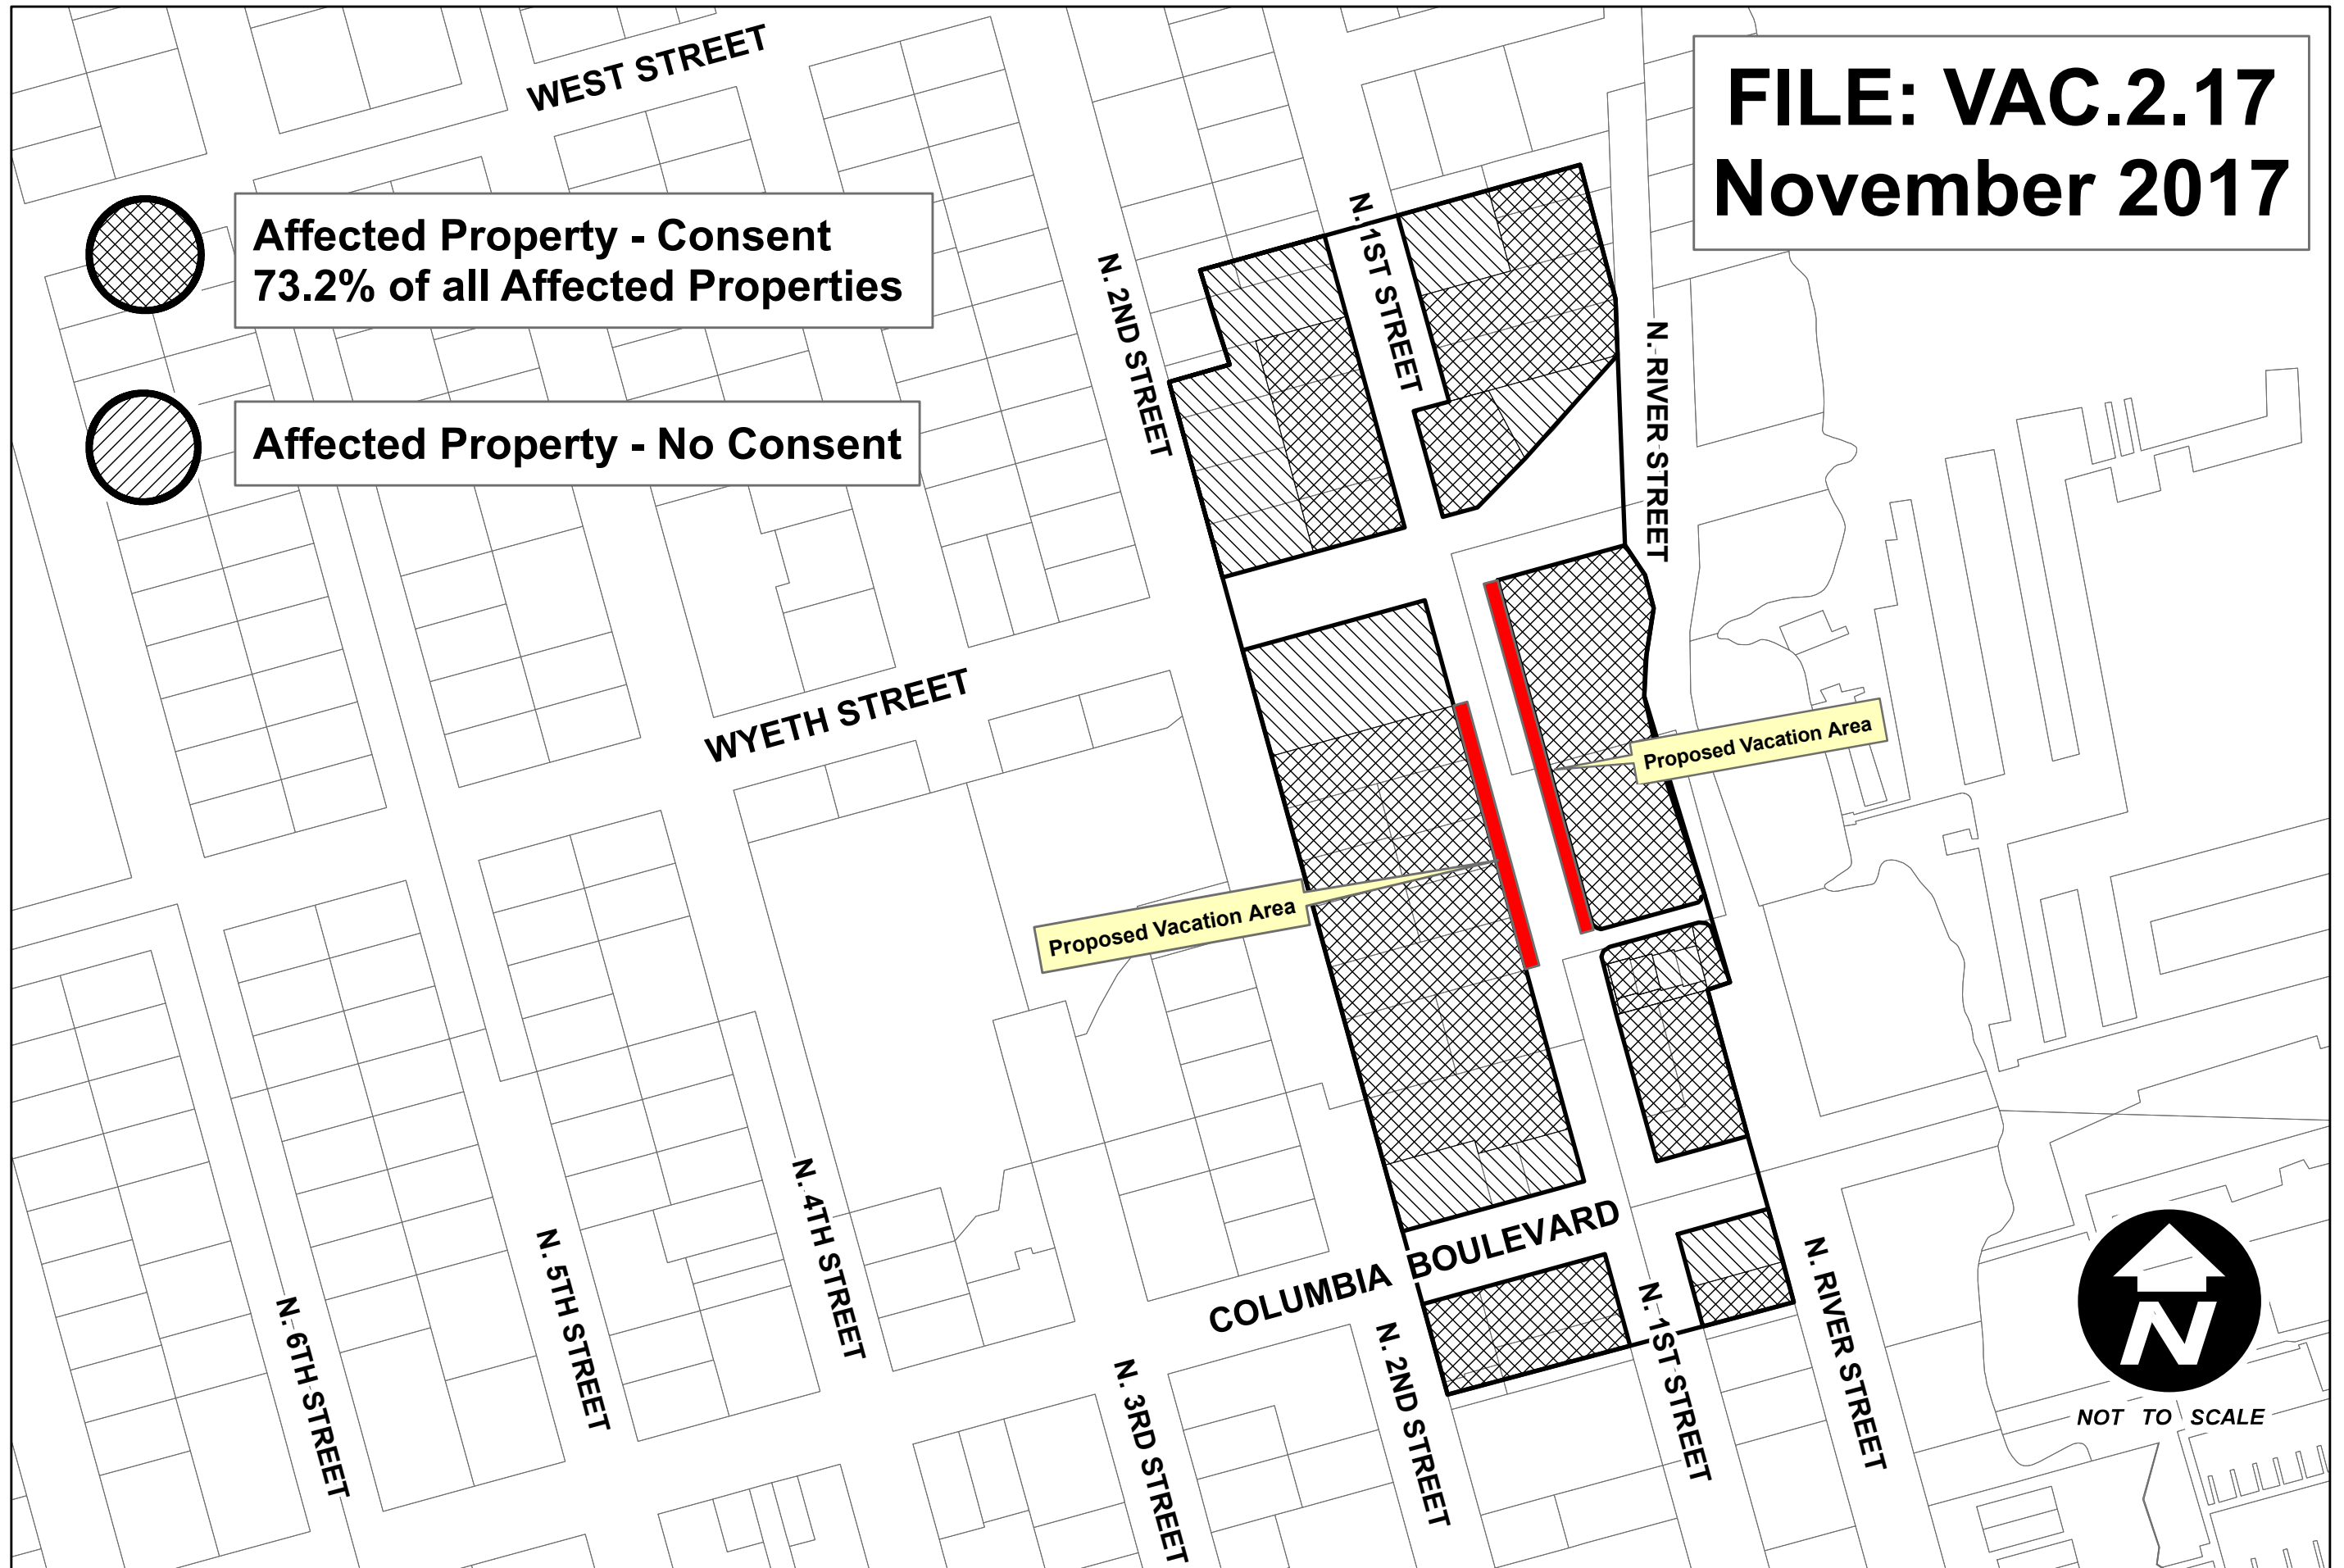 FILE: VAC.2.17
November 2017
WEST STREET
Affected Property - Consent
73.2% of all Affected Properties
Affected Property - No Consent
N. 2ND STREET
N. 1ST STREET
N. RIVER STREET
WYETH STREET
Proposed Vacation Area
Proposed Vacation Area
COLUMBIA BOULEVARD
N. 6TH STREET
N. 5TH STREET
N. 4TH STREET
N. 3RD STREET
N. 2ND STREET
N. 1ST STREET
N. RIVER STREET
N
NOT TO SCALE